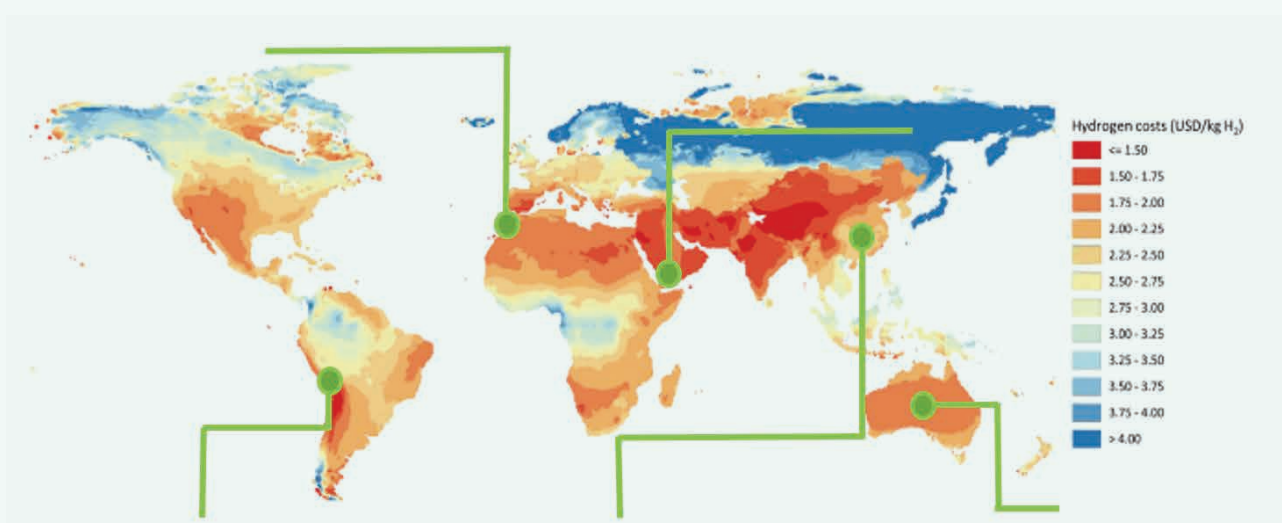 Hydrogen costs (USD/kg H₂)
<= 1.50
1.50 - 1.75
1.75 - 2.00
2.00 - 2.25
2.25 - 2.50
2.50 - 2.75
2.75 - 3.00
3.00 - 3.25
3.25 - 3.50
3.50 - 3.75
3.75 - 4.00
> 4.00